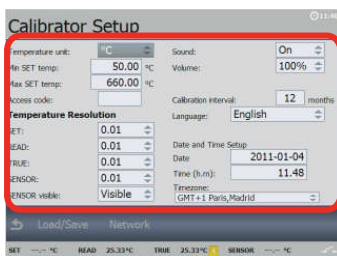 Calibrator Setup
11:48
Temperature unit: °C
Min SET temp: 50.00 °C
Max SET temp: 660.00 °C
Access code:
Temperature Resolution
SET: 0.01
READ: 0.01
TRUE: 0.01
SENSOR: 0.01
SENSOR visible: Visible
Sound: On
Volume: 100%
Calibration interval: 12 months
Language: English
Date and Time Setup
Date 2011-01-04
Time (h.m): 11.48
Timezone:
GMT+1 Paris,Madrid
Load/Save Network
SET ---.-- °C READ 25.33°C TRUE 25.33°C SENSOR ---.-- °C